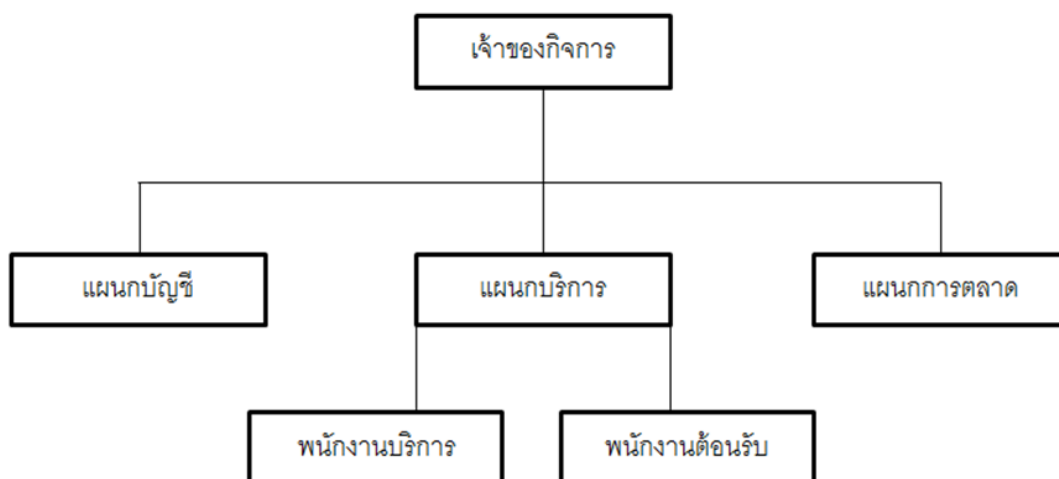 เจ้าของกิจการ
แผนกบัญชี
แผนกบริการ
แผนกการตลาด
พนักงานบริการ
พนักงานต้อนรับ